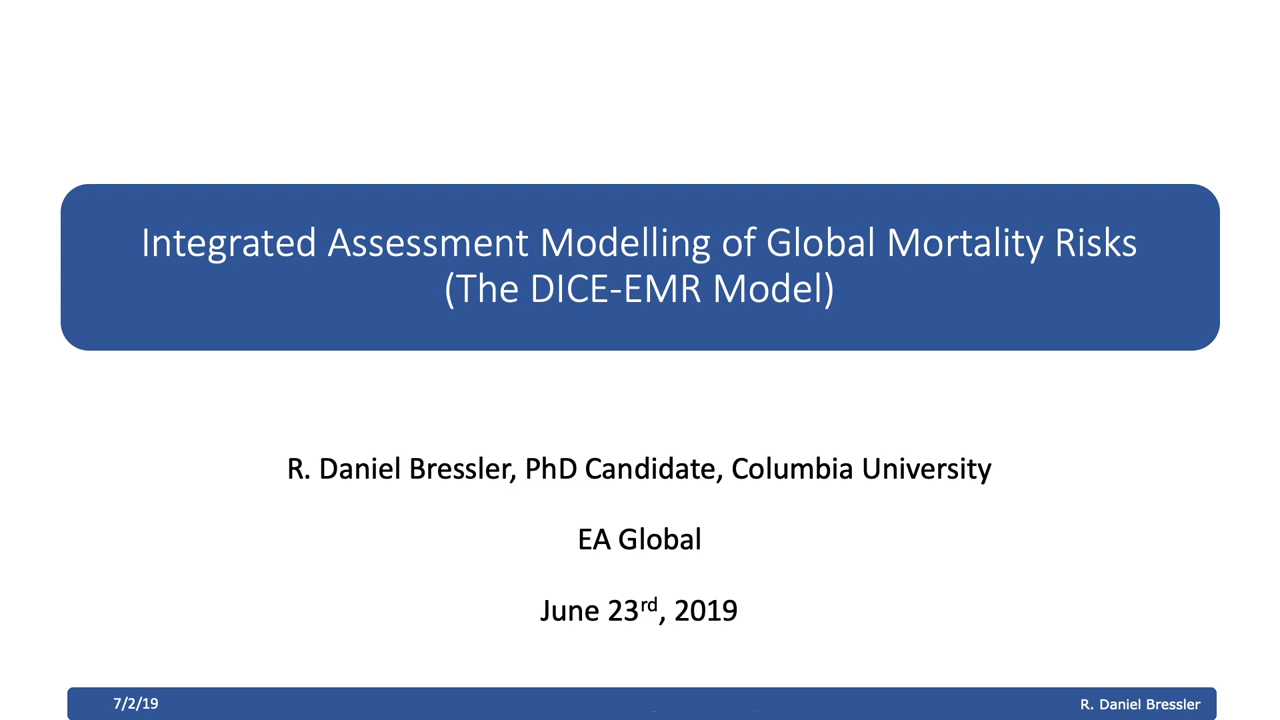 Integrated Assessment Modelling of Global Mortality Risks
(The DICE-EMR Model)
R. Daniel Bressler, PhD Candidate, Columbia University
EA Global
June 23rd, 2019
7/2/19
R. Daniel Bressler